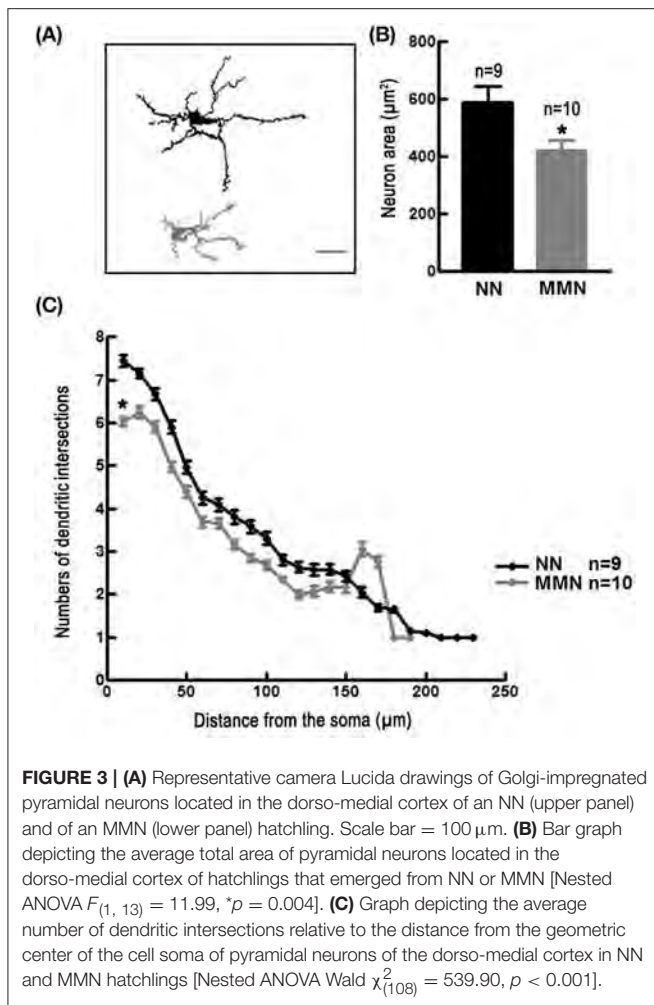 (A)
(B)
n=9
n=10
*
Neuron area (µm²)
800
600
400
200
0
NN
MMN
(C)
Numbers of dendritic intersections
8
7
6
5
4
3
2
1
0
*
NN n=9
MMN n=10
0
50
100
150
200
250
Distance from the soma (µm)
FIGURE 3 | (A) Representative camera Lucida drawings of Golgi-impregnated
pyramidal neurons located in the dorso-medial cortex of an NN (upper panel)
and of an MMN (lower panel) hatchling. Scale bar = 100 µm. (B) Bar graph
depicting the average total area of pyramidal neurons located in the
dorso-medial cortex of hatchlings that emerged from NN or MMN [Nested
ANOVA F(1, 13) = 11.99, *p = 0.004]. (C) Graph depicting the average
number of dendritic intersections relative to the distance from the geometric
center of the cell soma of pyramidal neurons of the dorso-medial cortex in NN
and MMN hatchlings [Nested ANOVA Wald χ²(108) = 539.90, p < 0.001].